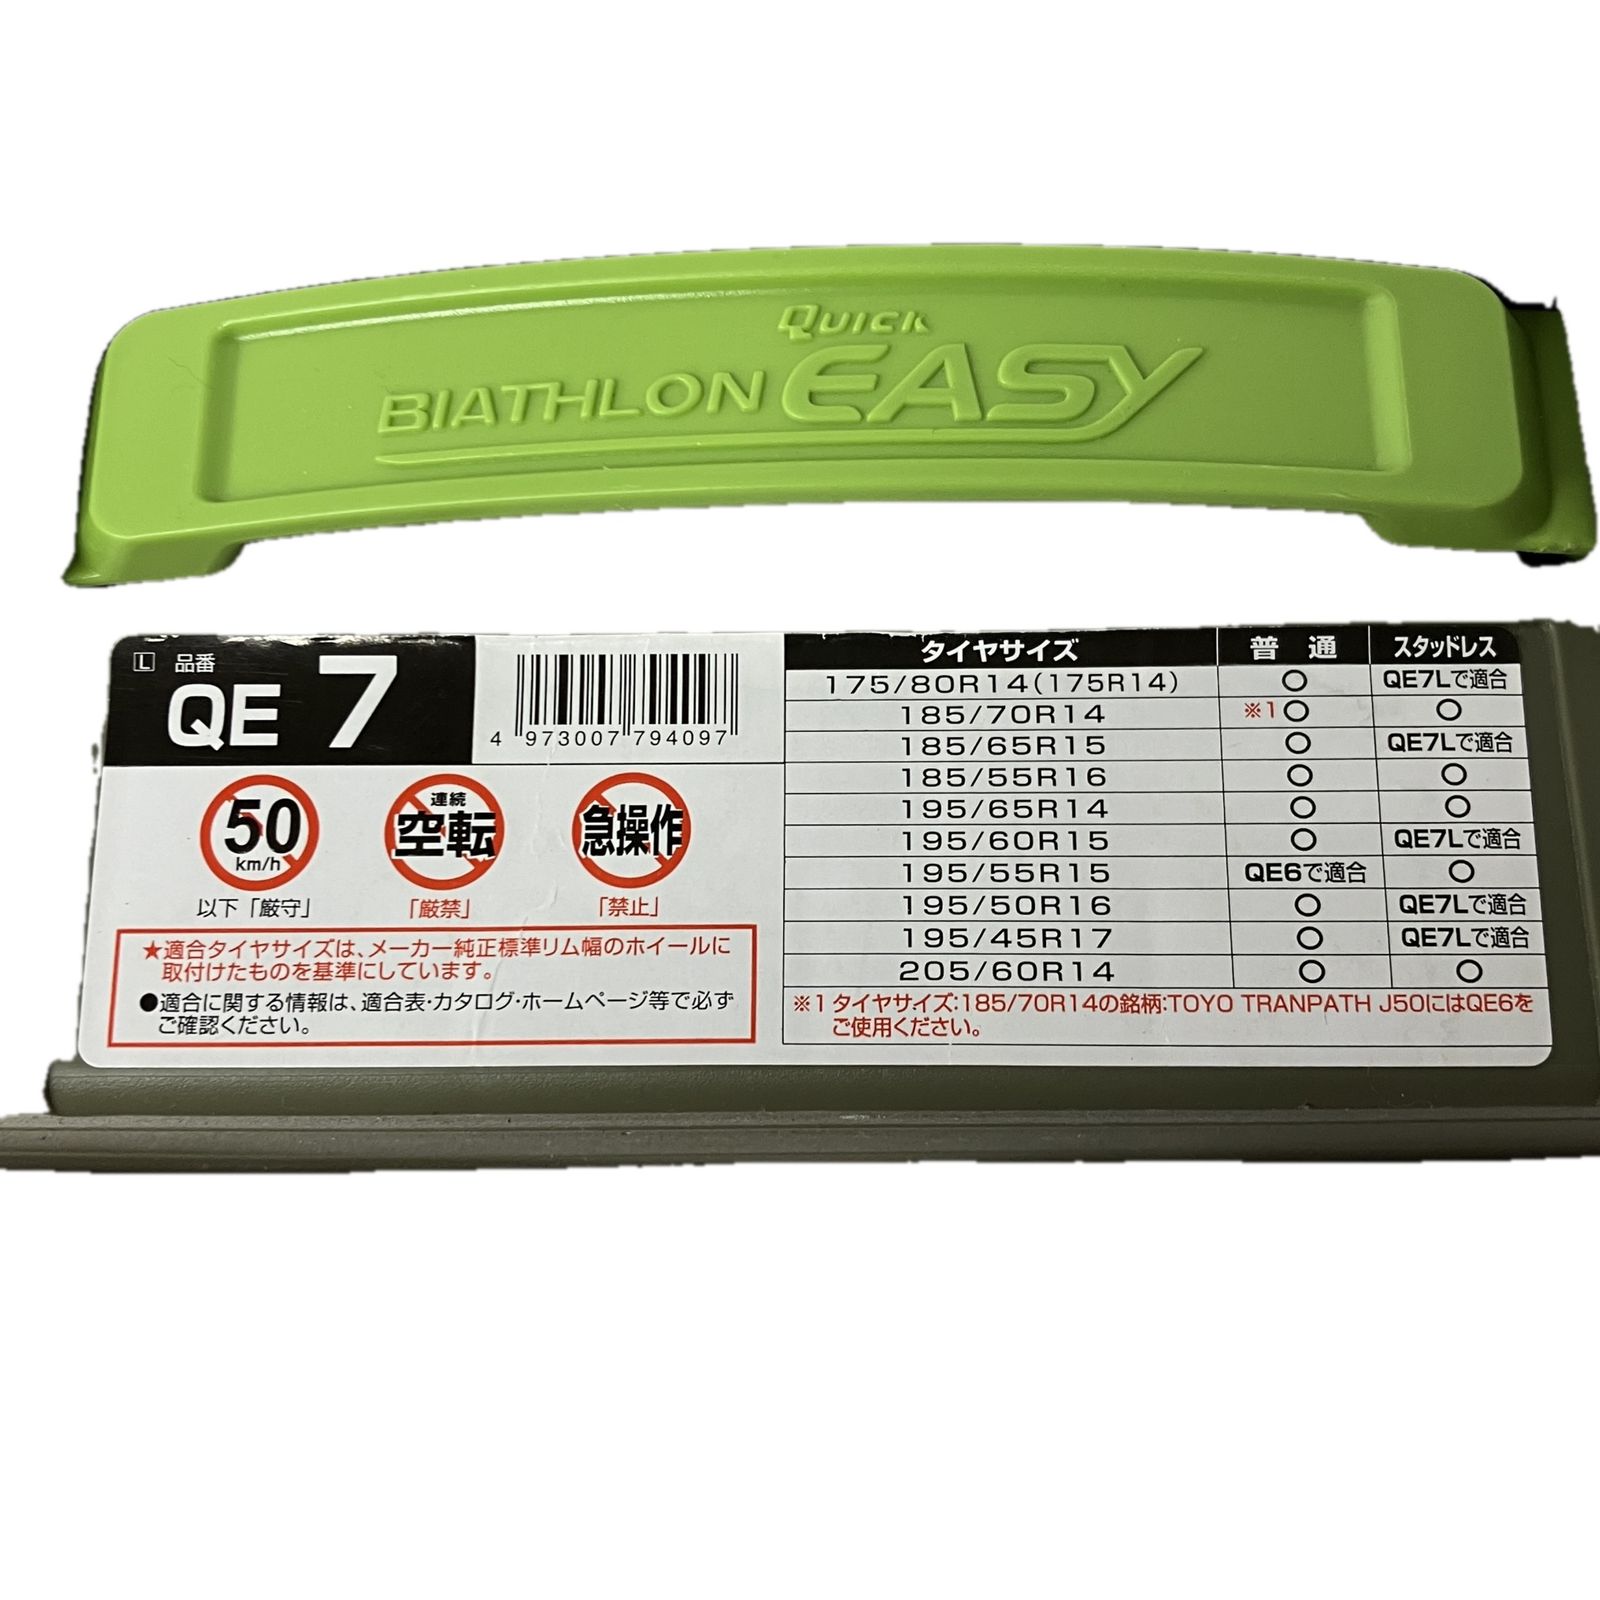 QUICK
BIATHLON EASY
L 品番
QE 7
4 973007 794097
50
km/h
以下「厳守」
連続
空転
「厳禁」
急操作
「禁止」
★適合タイヤサイズは、メーカー純正標準リム幅のホイールに
取付けたものを基準にしています。
●適合に関する情報は、適合表・カタログ・ホームページ等で必ず
ご確認ください。
タイヤサイズ 普通 スタッドレス
175/80R14(175R14) ○ QE7Lで適合
185/70R14 ※1○ ○
185/65R15 ○ QE7Lで適合
185/55R16 ○ ○
195/65R14 ○ ○
195/60R15 ○ QE7Lで適合
195/55R15 QE6で適合 ○
195/50R16 ○ QE7Lで適合
195/45R17 ○ QE7Lで適合
205/60R14 ○ ○
※1 タイヤサイズ:185/70R14の銘柄:TOYO TRANPATH J50にはQE6を
ご使用ください。